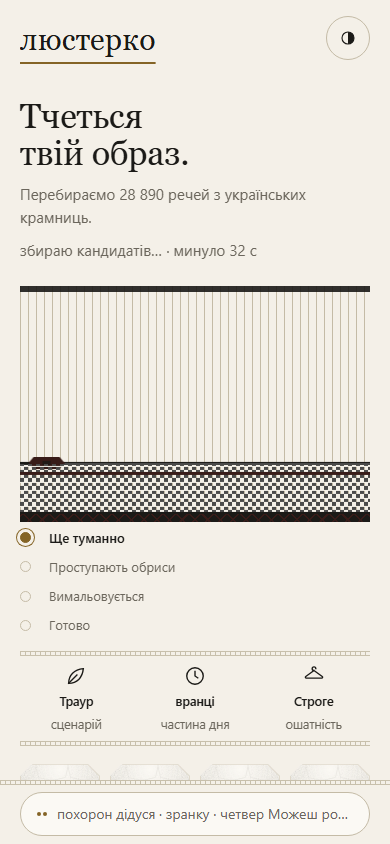 люстерко
Тчеться
твій образ.
Перебираємо 28 890 речей з українських
крамниць.
збираю кандидатів... · минуло 32 с
Ще туманно
Проступають обриси
Вимальовується
Готово
Траур вранці Строге
сценарій частина дня ошатність
похорон дідуся · зранку · четвер Можеш ро...